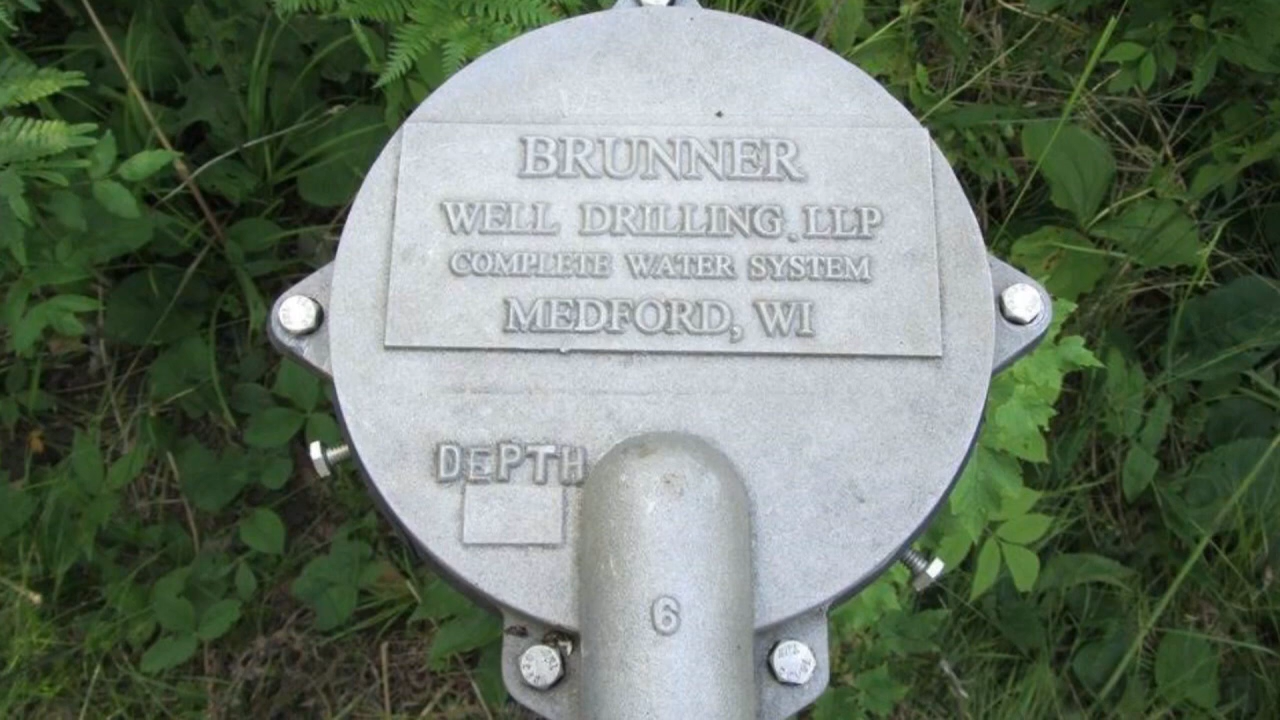 BRUNNER
WELL DRILLING, LLP
COMPLETE WATER SYSTEM
MEDFORD, WI
DePTH
6